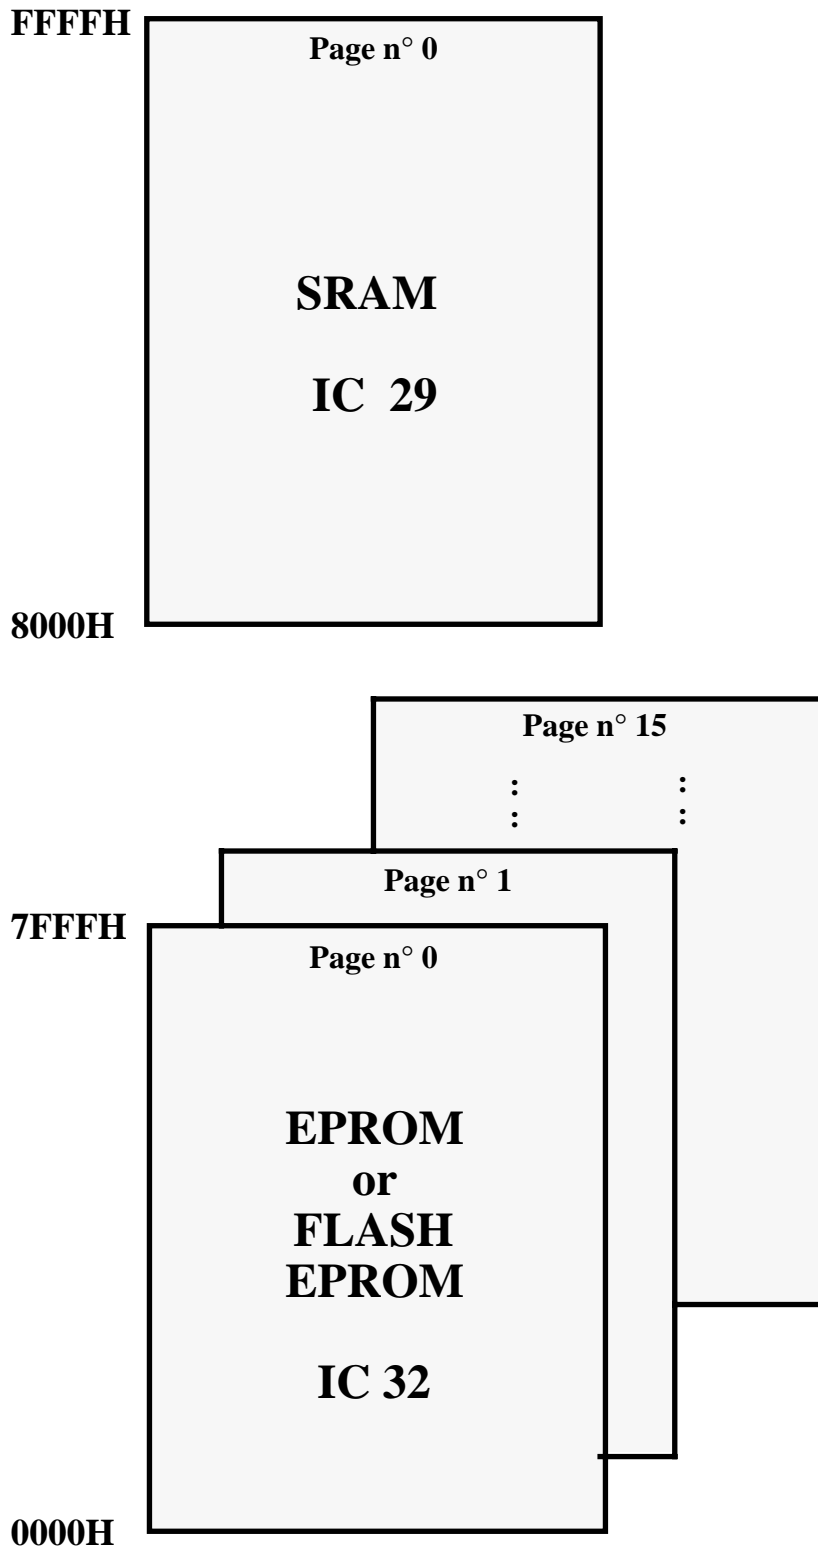 FFFFH
Page n° 0
SRAM
IC 29
8000H
Page n° 15
: :
: :
Page n° 1
7FFFH
Page n° 0
EPROM
or
FLASH
EPROM
IC 32
0000H